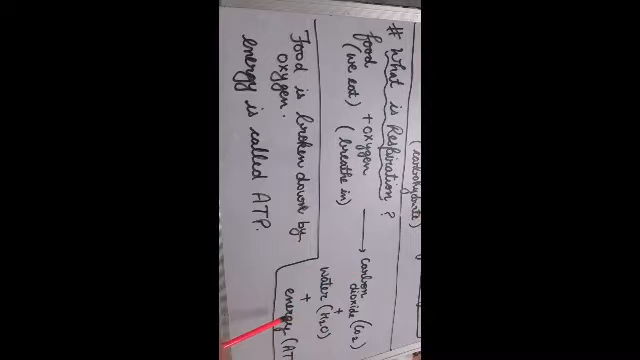 (carbohydrate)
# What is Respiration?
food + oxygen → carbon dioxide (CO2)
(we eat) (breathe in) +
water (H2O)
+
energy (AT
Food is broken down by
oxygen.
energy is called ATP.